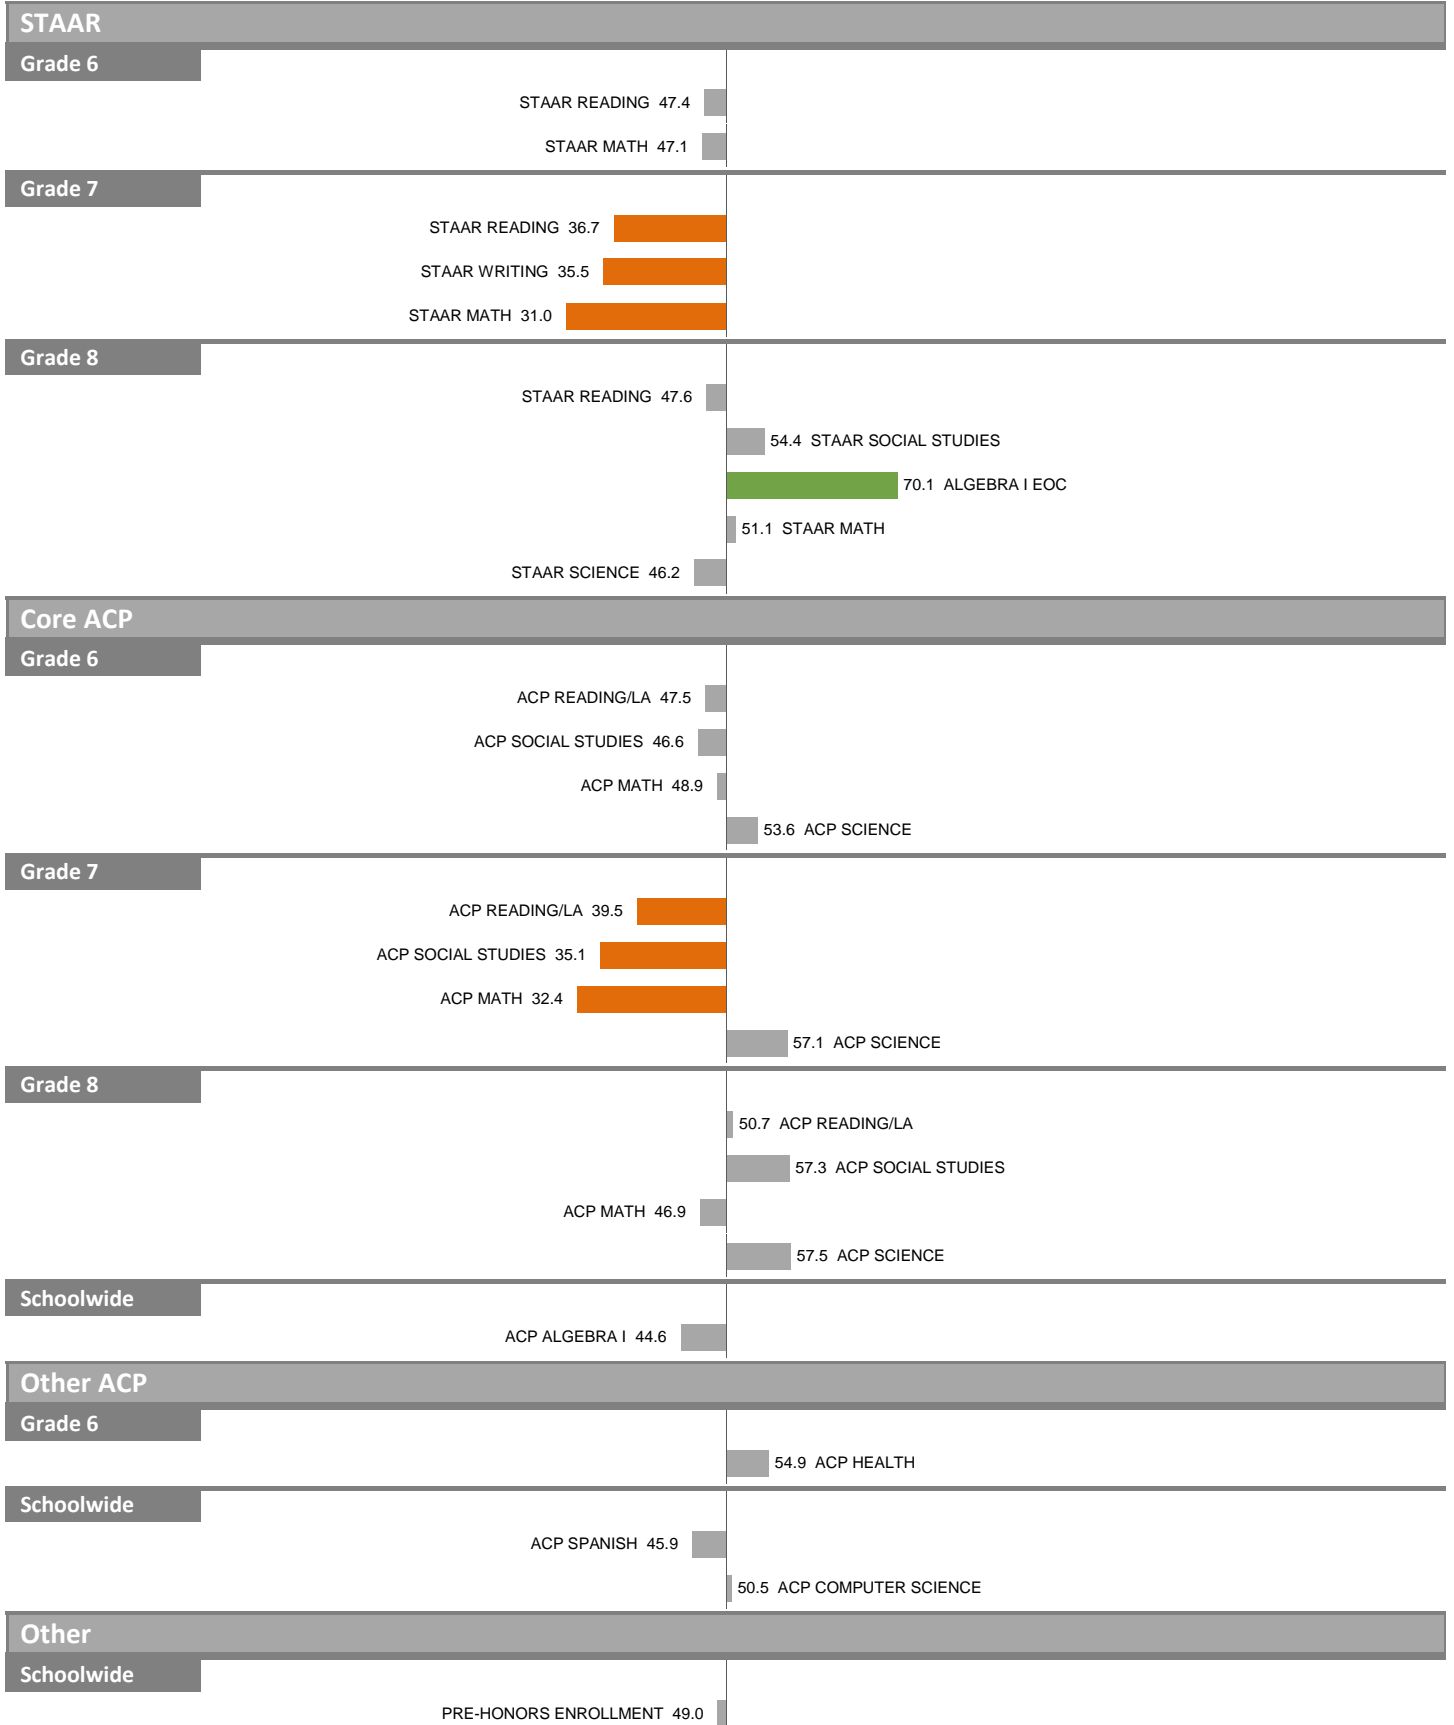 STAAR
Grade 6
STAAR READING 47.4
STAAR MATH 47.1
Grade 7
STAAR READING 36.7
STAAR WRITING 35.5
STAAR MATH 31.0
Grade 8
STAAR READING 47.6
54.4 STAAR SOCIAL STUDIES
70.1 ALGEBRA I EOC
51.1 STAAR MATH
STAAR SCIENCE 46.2
Core ACP
Grade 6
ACP READING/LA 47.5
ACP SOCIAL STUDIES 46.6
ACP MATH 48.9
53.6 ACP SCIENCE
Grade 7
ACP READING/LA 39.5
ACP SOCIAL STUDIES 35.1
ACP MATH 32.4
57.1 ACP SCIENCE
Grade 8
50.7 ACP READING/LA
57.3 ACP SOCIAL STUDIES
ACP MATH 46.9
57.5 ACP SCIENCE
Schoolwide
ACP ALGEBRA I 44.6
Other ACP
Grade 6
54.9 ACP HEALTH
Schoolwide
ACP SPANISH 45.9
50.5 ACP COMPUTER SCIENCE
Other
Schoolwide
PRE-HONORS ENROLLMENT 49.0